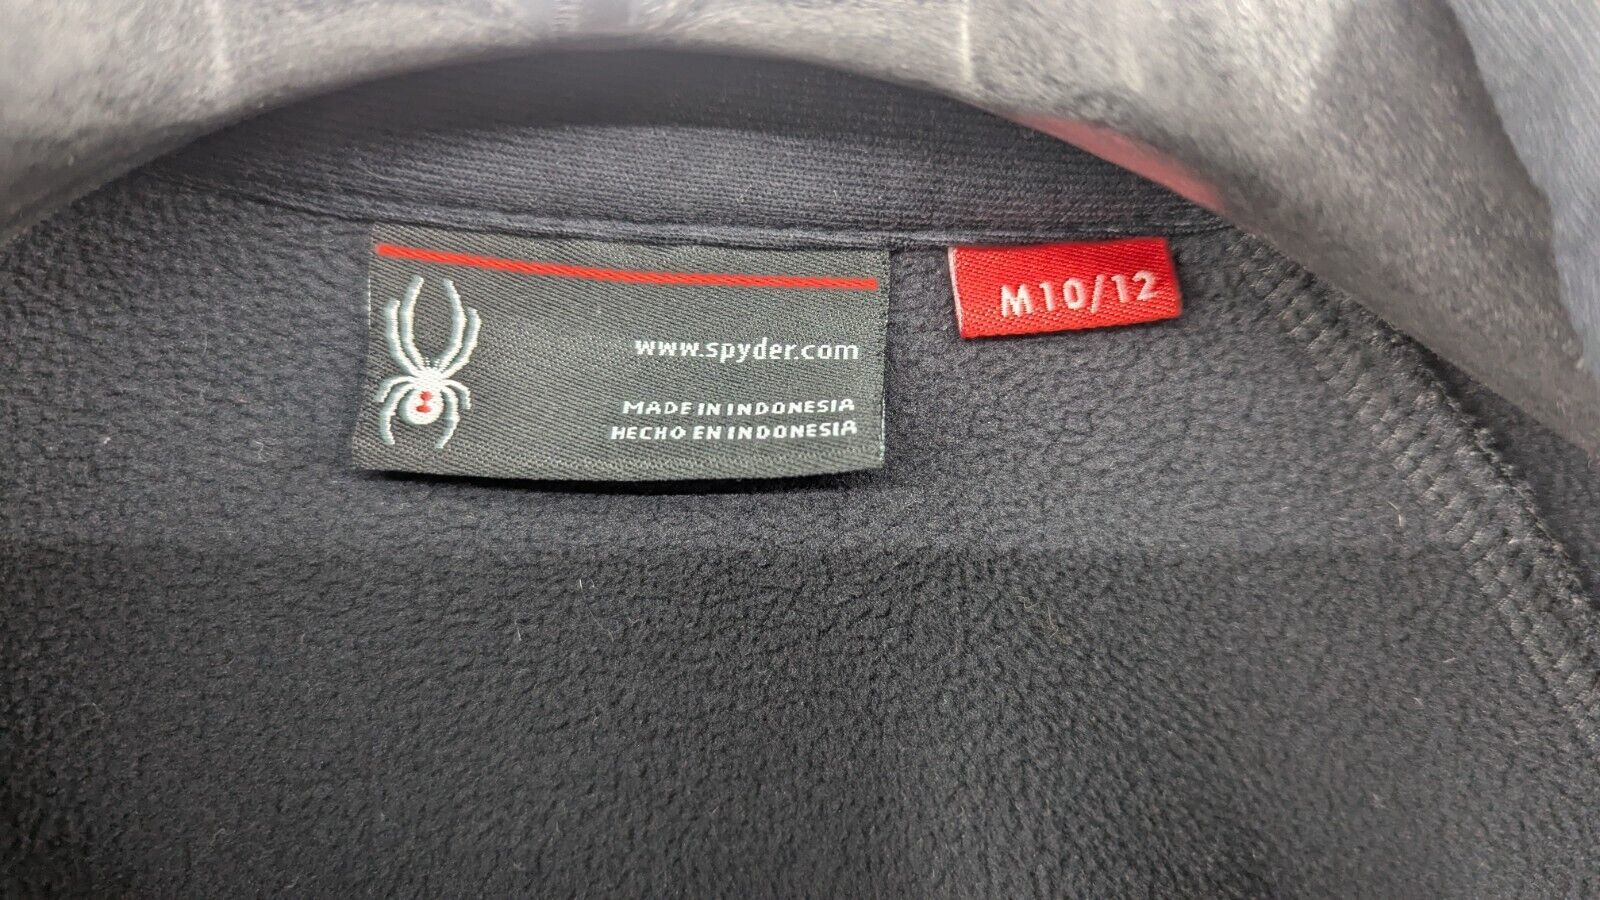 www.spyder.com
MADE IN INDONESIA
HECHO EN INDONESIA
M10/12